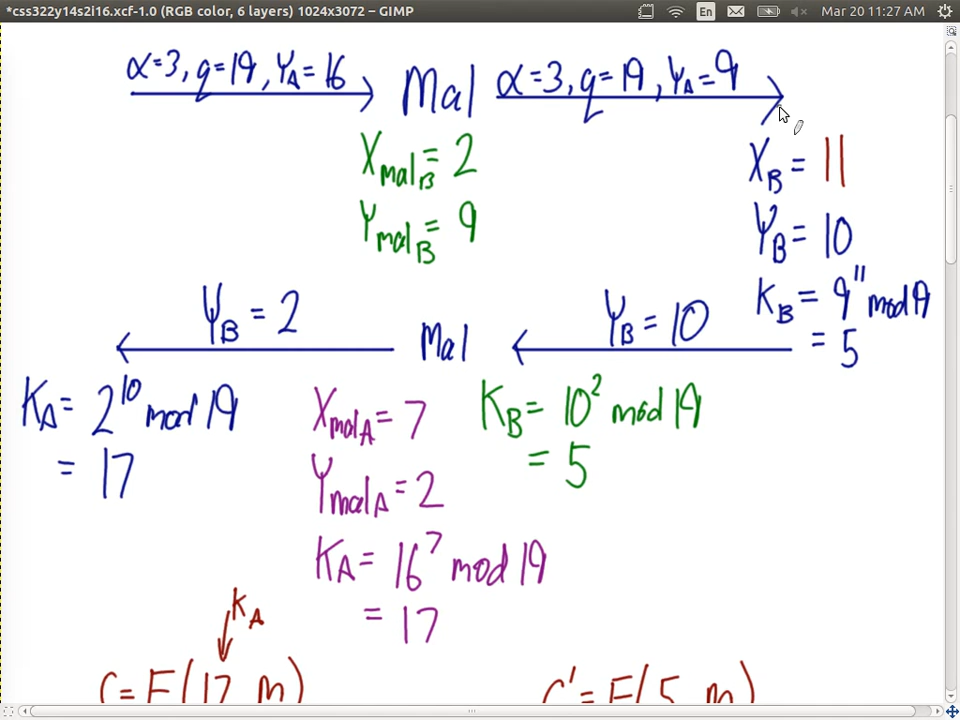 *css322y14s2i16.xcf-1.0 (RGB color, 6 layers) 1024x3072 – GIMP
En
Mar 20 11:27 AM
α=3, q=19, YA=16
Mal
α=3, q=19, YA=9
XmalB = 2
XB = 11
YmalB = 9
YB = 10
KB = 9^11 mod 19
= 5
YB = 2
Mal
YB = 10
KA = 2^10 mod 19
= 17
XmalA = 7
KB = 10^2 mod 19
= 5
YmalA = 2
KA = 16^7 mod 19
= 17
KA
C = E(17, m)
C' = E(5, m)